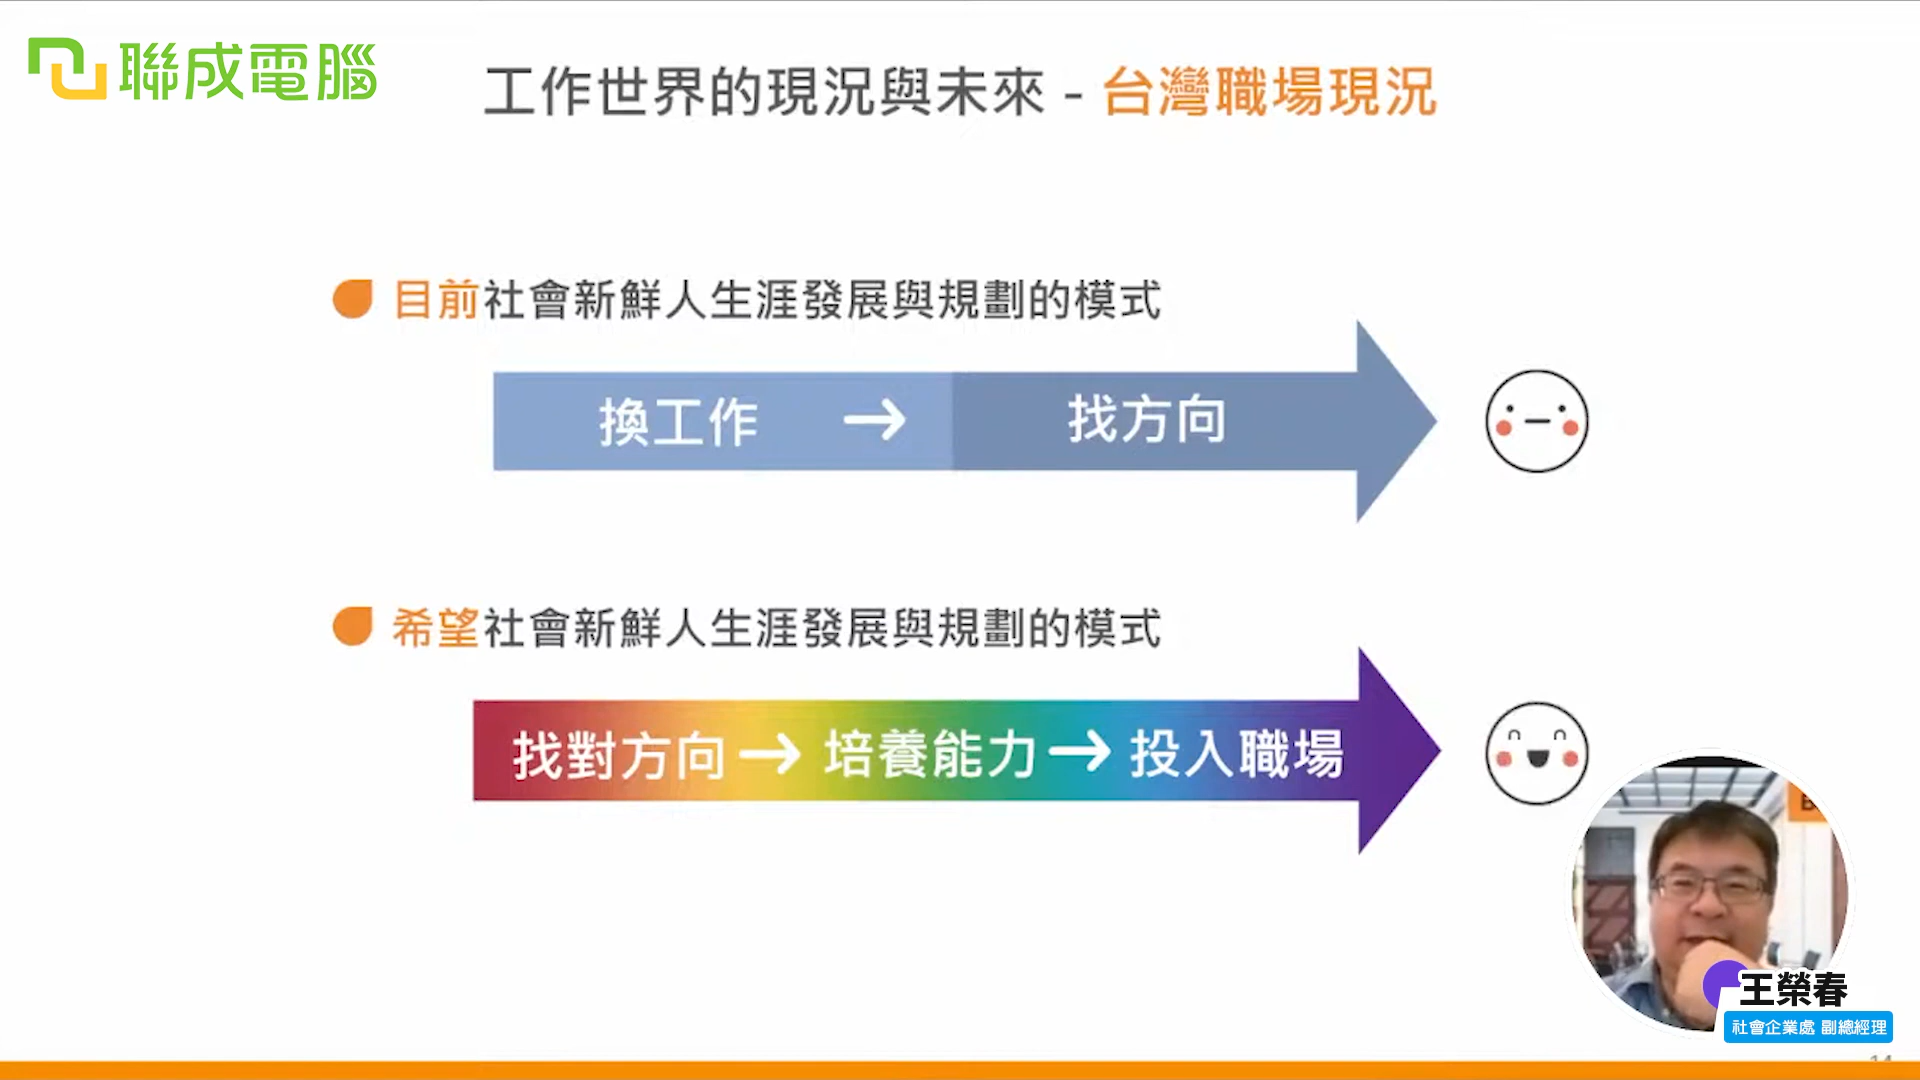 聯成電腦
工作世界的現況與未來 - 台灣職場現況
目前社會新鮮人生涯發展與規劃的模式
換工作 → 找方向
希望社會新鮮人生涯發展與規劃的模式
找對方向 → 培養能力 → 投入職場
王榮春
社會企業處 副總經理